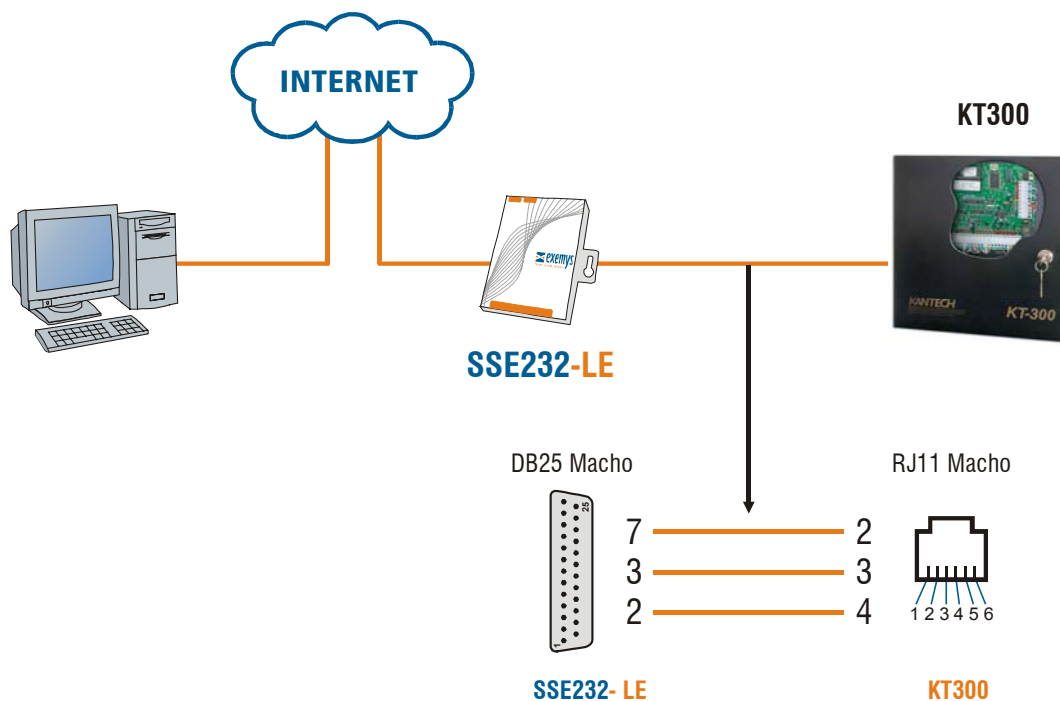 INTERNET
KT300
exemys
KANTECH
KT-300
SSE232-LE
DB25 Macho
RJ11 Macho
25
1
7 2
3 3
2 4
1 2 3 4 5 6
SSE232- LE
KT300